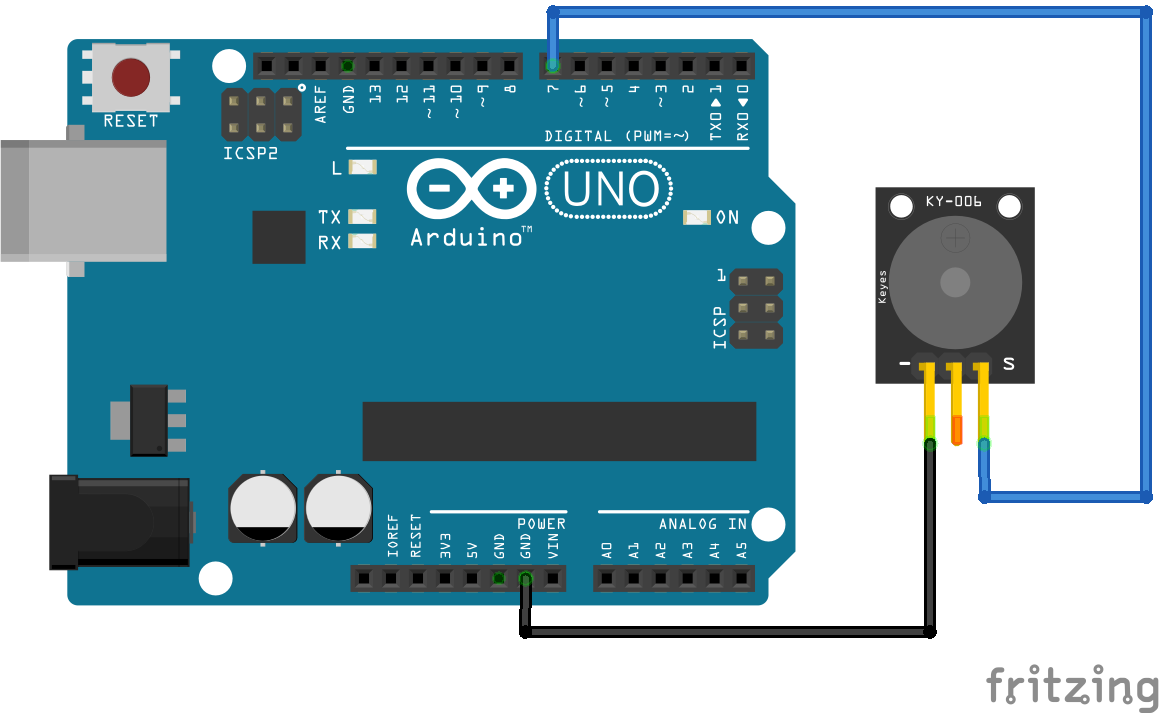 RESET
ICSP2
AREF
GND
13
12
~11
~10
~9
8
7
~6
~5
4
~3
2
TX0▶1
RX0◀0
DIGITAL (PWM=~)
L
TX
RX
UNO
Arduino™
ON
1
ICSP
KY-006
Keyes
- S
POWER
ANALOG IN
IOREF
RESET
3V3
5V
GND
GND
VIN
A0
A1
A2
A3
A4
A5
fritzing